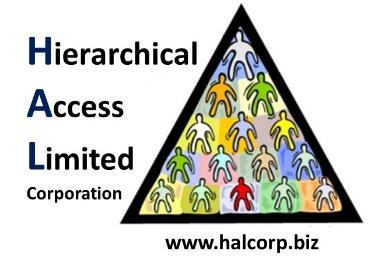 Hierarchical
Access
Limited
Corporation
www.halcorp.biz